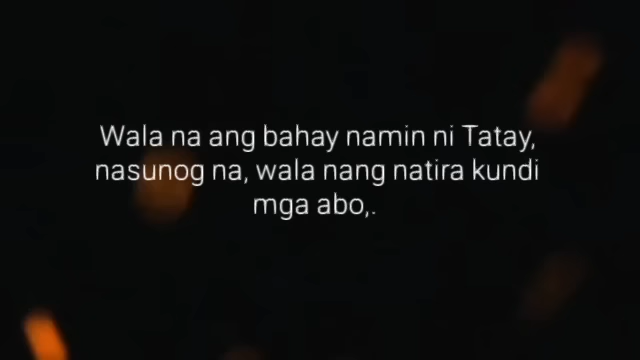 Wala na ang bahay namin ni Tatay,
nasunog na, wala nang natira kundi
mga abo,.